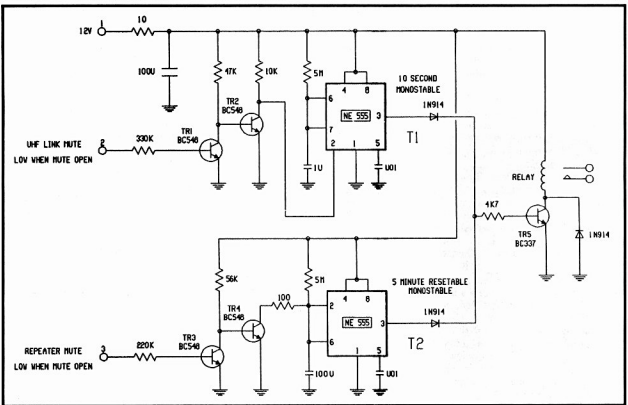 1
12V
10
100U
47K
10K
5M
TR2
BC548
10 SECOND
MONOSTABLE
4
8
6
NE 555
3
7
2
1
5
1N914
T1
UHF LINK MUTE
LOW WHEN MUTE OPEN
2
330K
TR1
BC548
1U
U01
RELAY
4K7
TR5
BC337
1N914
56K
5M
5 MINUTE RESETABLE
MONOSTABLE
TR4
BC548
100
4
8
2
NE 555
3
6
1
5
1N914
T2
REPEATER MUTE
LOW WHEN MUTE OPEN
3
220K
TR3
BC548
100U
U01